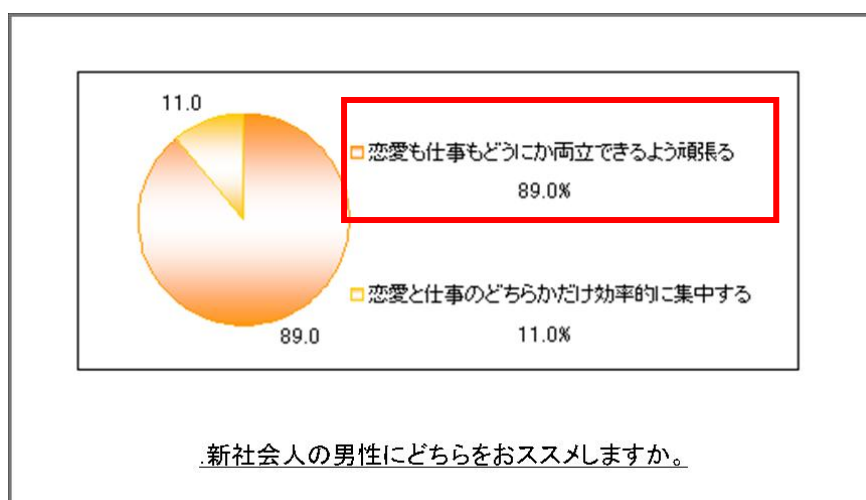 11.0
恋愛も仕事もどうにか両立できるよう頑張る
89.0%
恋愛と仕事のどちらかだけ効率的に集中する
89.0
11.0%
.新社会人の男性にどちらをおススメしますか。